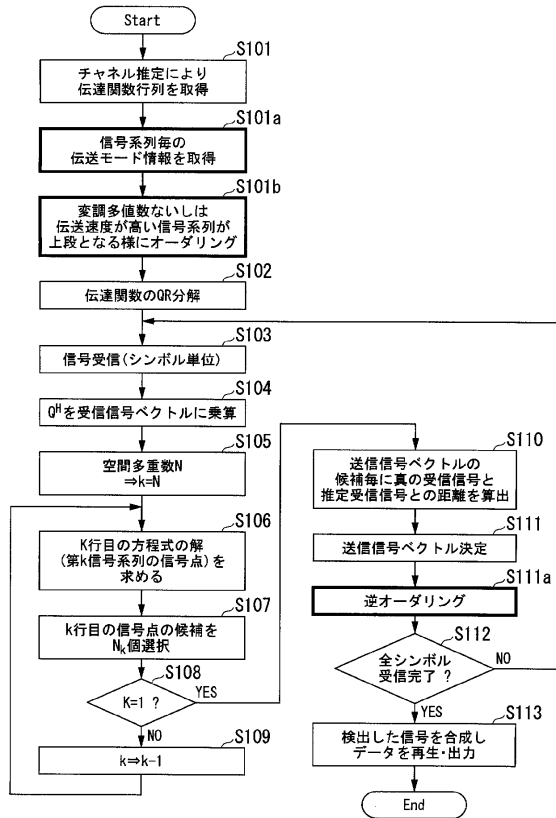 Start
S101
チャネル推定により
伝達関数行列を取得
S101a
信号系列毎の
伝送モード情報を取得
S101b
変調多値数ないしは
伝送速度が高い信号系列が
上段となる様にオーダリング
S102
伝達関数のQR分解
S103
信号受信(シンボル単位)
S104
Q^Hを受信信号ベクトルに乗算
S105
空間多重数N
⇒k=N
S106
K行目の方程式の解
(第k信号系列の信号点)を
求める
S107
k行目の信号点の候補を
N_k個選択
S108
K=1 ?
YES
NO
S109
k⇒k-1
S110
送信信号ベクトルの
候補毎に真の受信信号と
推定受信信号との距離を算出
S111
送信信号ベクトル決定
S111a
逆オーダリング
S112
全シンボル
受信完了 ?
NO
YES
S113
検出した信号を合成し
データを再生・出力
End